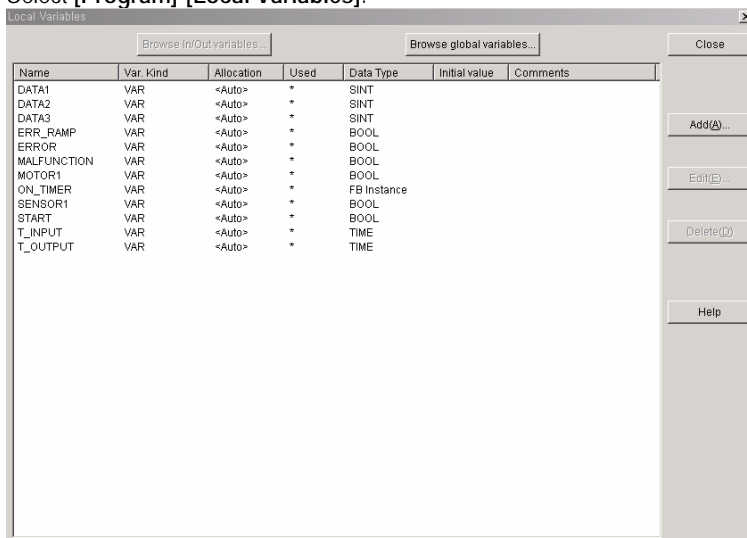 Select [Program]-[Local Variables].
Local Variables
Browse In/Out variables... Browse global variables... Close
Name Var. Kind Allocation Used Data Type Initial value Comments
DATA1 VAR <Auto> * SINT
DATA2 VAR <Auto> * SINT
DATA3 VAR <Auto> * SINT
ERR_RAMP VAR <Auto> * BOOL
ERROR VAR <Auto> * BOOL
MALFUNCTION VAR <Auto> * BOOL
MOTOR1 VAR <Auto> * BOOL
ON_TIMER VAR <Auto> * FB Instance
SENSOR1 VAR <Auto> * BOOL
START VAR <Auto> * BOOL
T_INPUT VAR <Auto> * TIME
T_OUTPUT VAR <Auto> * TIME
Add(A)...
Edit(E)...
Delete(D)
Help